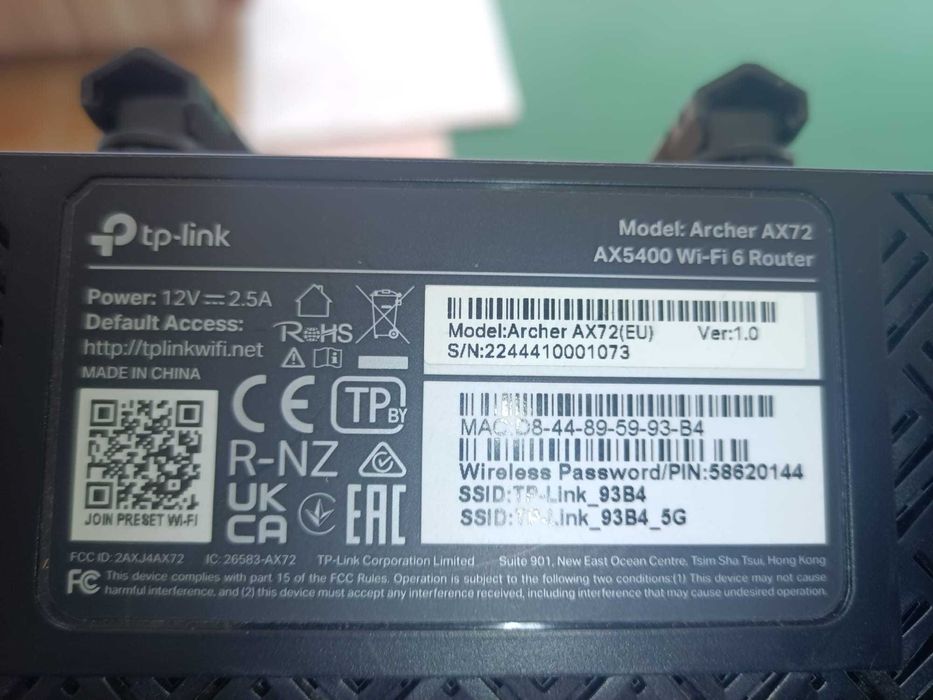 tp-link
Model: Archer AX72
AX5400 Wi-Fi 6 Router
Power: 12V 2.5A
Default Access:
http://tplinkwifi.net
MADE IN CHINA
RoHS
Model:Archer AX72(EU) Ver:1.0
S/N:2244410001073
CE
TP BY
R-NZ
UK
CA
EAC
JOIN PRESET WI-FI
MAC:D8-44-89-59-93-B4
Wireless Password/PIN:58620144
SSID:TP-Link_93B4
SSID:TP-Link_93B4_5G
FCC ID: 2AXJ4AX72 IC: 26583-AX72 TP-Link Corporation Limited Suite 901, New East Ocean Centre, Tsim Sha Tsui, Hong Kong
FC This device complies with part 15 of the FCC Rules. Operation is subject to the following two conditions:(1) This device may not cause
harmful interference, and (2) this device must accept any interference received, including interference that may cause undesired operation.